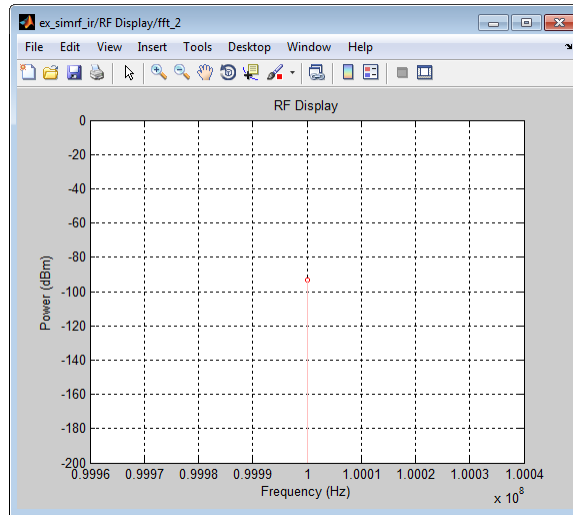 ex_simrf_ir/RF Display/fft_2
File Edit View Insert Tools Desktop Window Help
RF Display
0
-20
-40
-60
-80
-100
-120
-140
-160
-180
-200
Power (dBm)
0.9996 0.9997 0.9998 0.9999 1 1.0001 1.0002 1.0003 1.0004
Frequency (Hz)
x 10⁸